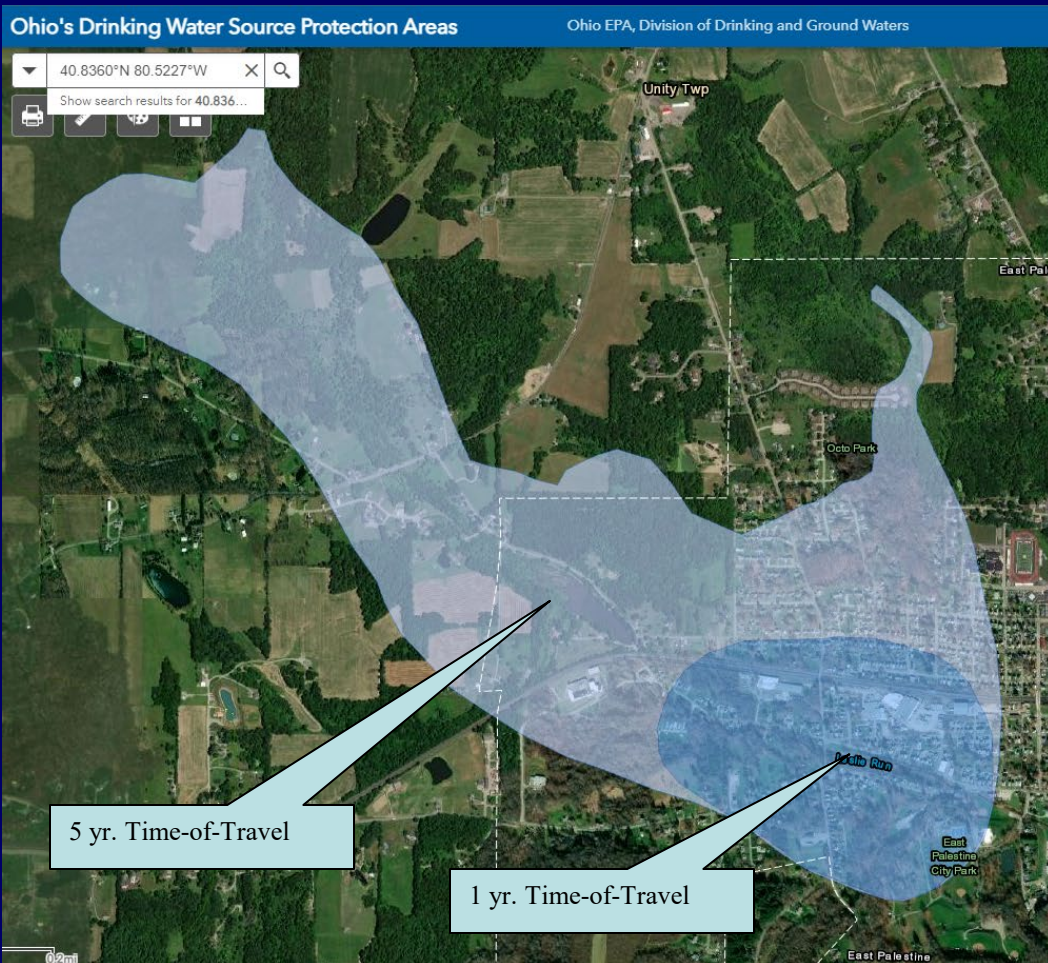 Ohio's Drinking Water Source Protection Areas
Ohio EPA, Division of Drinking and Ground Waters
40.8360°N 80.5227°W
Show search results for 40.836...
Unity Twp
East Pal
Octo Park
Leslie Run
5 yr. Time-of-Travel
East
Palestine
City Park
1 yr. Time-of-Travel
0.2mi
East Palestine